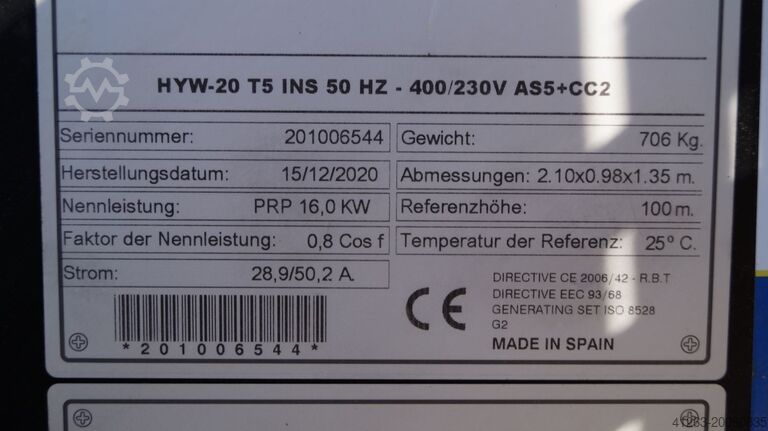 HYW-20 T5 INS 50 HZ - 400/230V AS5+CC2
Seriennummer: 201006544
Gewicht: 706 Kg.
Herstellungsdatum: 15/12/2020
Abmessungen: 2.10x0.98x1.35 m.
Nennleistung: PRP 16,0 KW
Referenzhöhe: 100 m.
Faktor der Nennleistung: 0,8 Cos f
Temperatur der Referenz: 25° C.
Strom: 28,9/50,2 A.
DIRECTIVE CE 2006/42 - R.B.T
DIRECTIVE EEC 93/68
GENERATING SET ISO 8528
G2
CE
MADE IN SPAIN
*201006544*